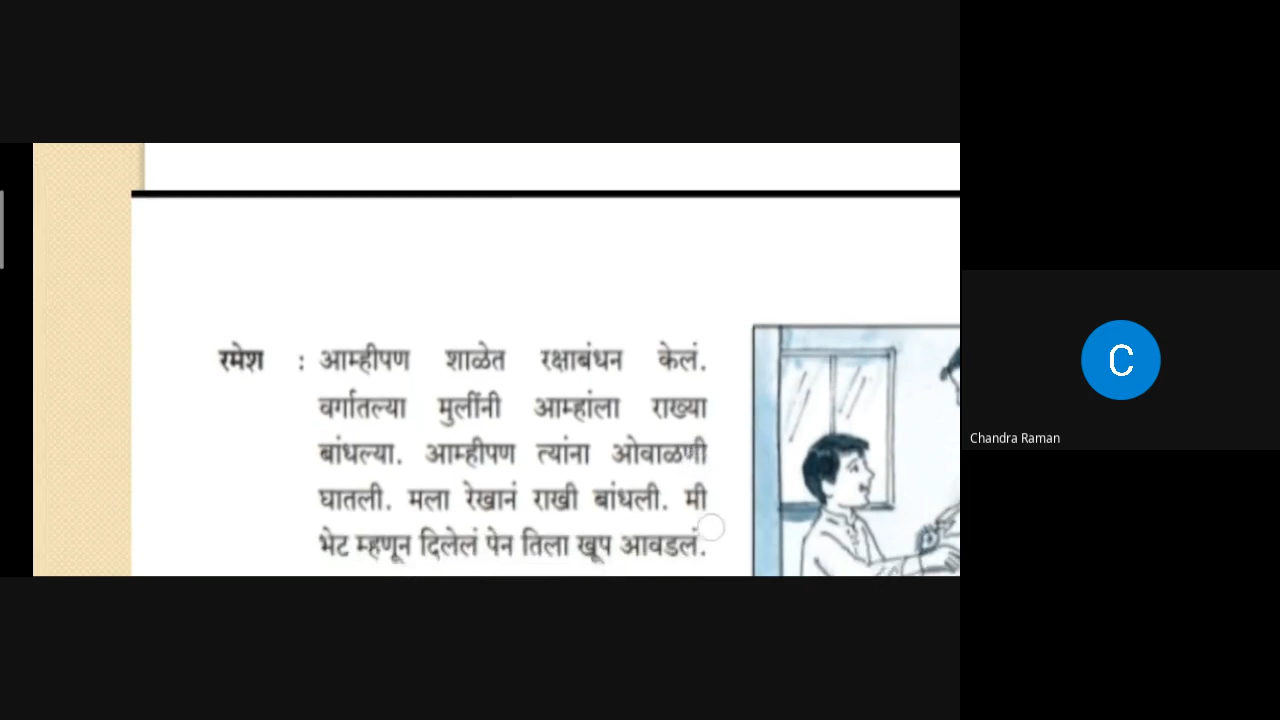 रमेश : आम्हीपण शाळेत रक्षाबंधन केलं.
वर्गातल्या मुलींनी आम्हांला राख्या
बांधल्या. आम्हीपण त्यांना ओवाळणी
घातली. मला रेखानं राखी बांधली. मी
भेट म्हणून दिलेलं पेन तिला खूप आवडलं.
C
Chandra Raman